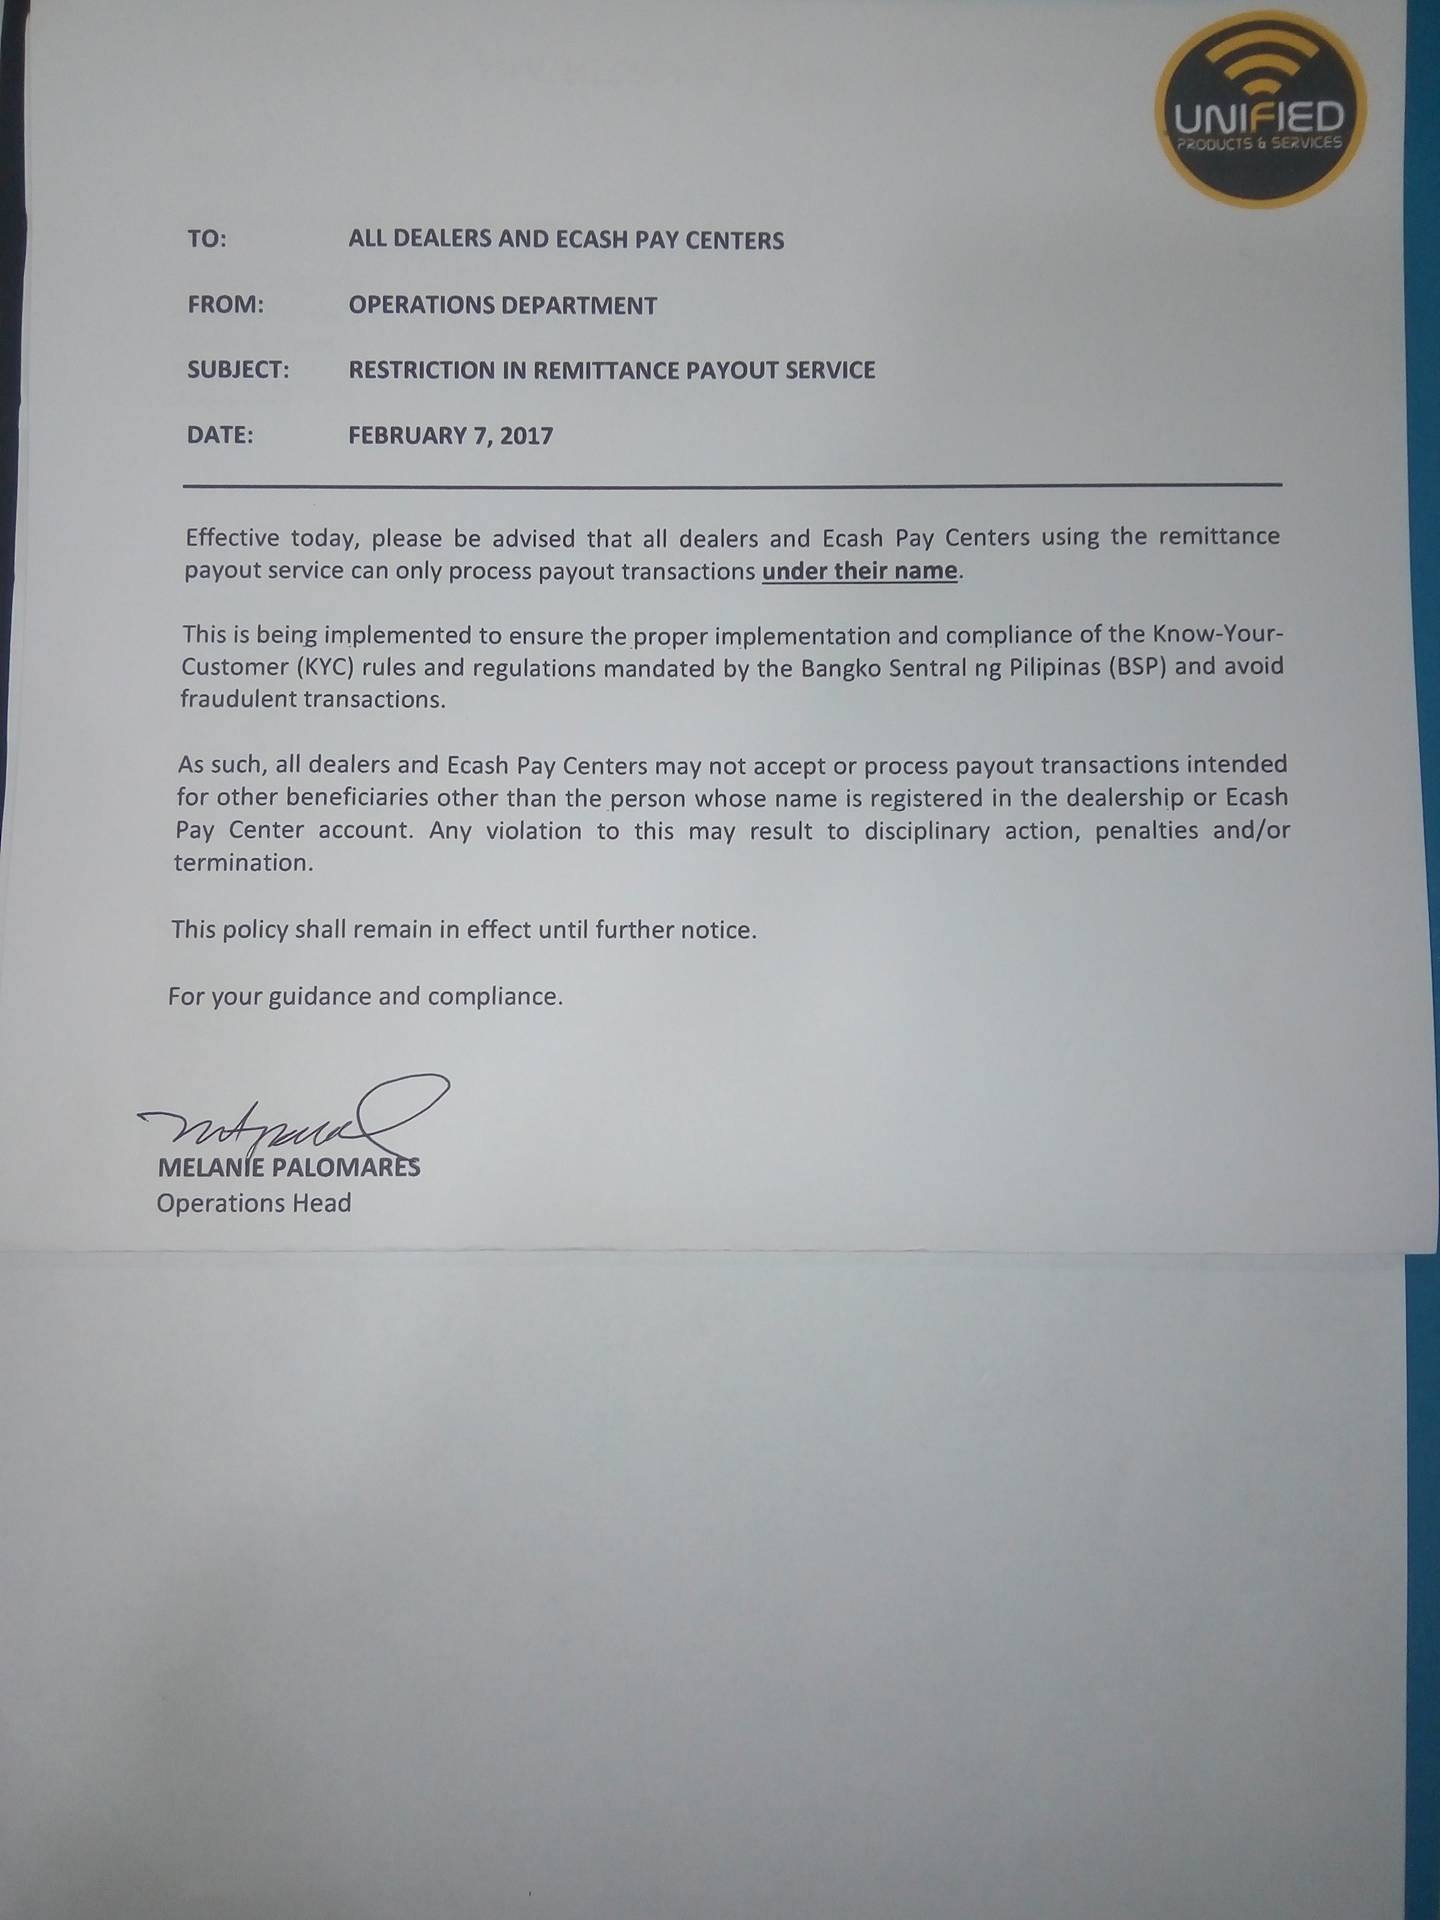 UNIFIED
PRODUCTS & SERVICES
TO: ALL DEALERS AND ECASH PAY CENTERS
FROM: OPERATIONS DEPARTMENT
SUBJECT: RESTRICTION IN REMITTANCE PAYOUT SERVICE
DATE: FEBRUARY 7, 2017
Effective today, please be advised that all dealers and Ecash Pay Centers using the remittance
payout service can only process payout transactions under their name.
This is being implemented to ensure the proper implementation and compliance of the Know-Your-
Customer (KYC) rules and regulations mandated by the Bangko Sentral ng Pilipinas (BSP) and avoid
fraudulent transactions.
As such, all dealers and Ecash Pay Centers may not accept or process payout transactions intended
for other beneficiaries other than the person whose name is registered in the dealership or Ecash
Pay Center account. Any violation to this may result to disciplinary action, penalties and/or
termination.
This policy shall remain in effect until further notice.
For your guidance and compliance.
MELANIE PALOMARES
Operations Head